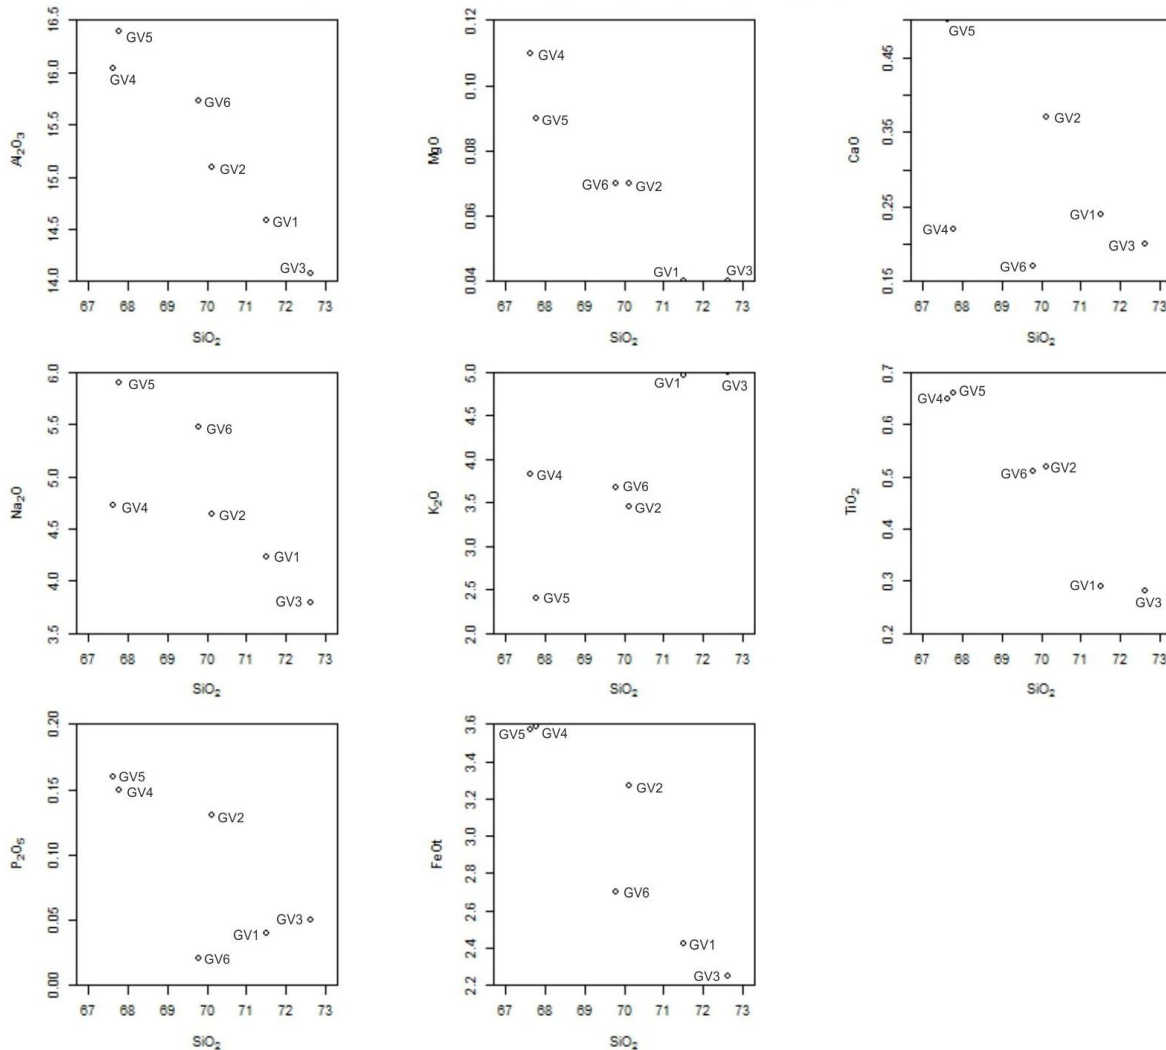 16.5
16.0
15.5
15.0
14.5
14.0
Al₂O₃
GV5
GV4
GV6
GV2
GV1
GV3
67 68 69 70 71 72 73
SiO₂
0.12
0.10
0.08
0.06
0.04
MgO
GV4
GV5
GV6
GV2
GV1
GV3
67 68 69 70 71 72 73
SiO₂
0.45
0.35
0.25
0.15
CaO
GV5
GV2
GV4
GV1
GV3
GV6
67 68 69 70 71 72 73
SiO₂
6.0
5.5
5.0
4.5
4.0
3.5
Na₂O
GV5
GV6
GV4
GV2
GV1
GV3
67 68 69 70 71 72 73
SiO₂
5.0
4.5
4.0
3.5
3.0
2.5
2.0
K₂O
GV1
GV3
GV4
GV6
GV2
GV5
67 68 69 70 71 72 73
SiO₂
0.7
0.6
0.5
0.4
0.3
0.2
TiO₂
GV4
GV5
GV6
GV2
GV1
GV3
67 68 69 70 71 72 73
SiO₂
0.20
0.15
0.10
0.05
0.00
P₂O₅
GV5
GV4
GV2
GV3
GV1
GV6
67 68 69 70 71 72 73
SiO₂
3.6
3.4
3.2
3.0
2.8
2.6
2.4
2.2
FeOt
GV5
GV4
GV2
GV6
GV1
GV3
67 68 69 70 71 72 73
SiO₂